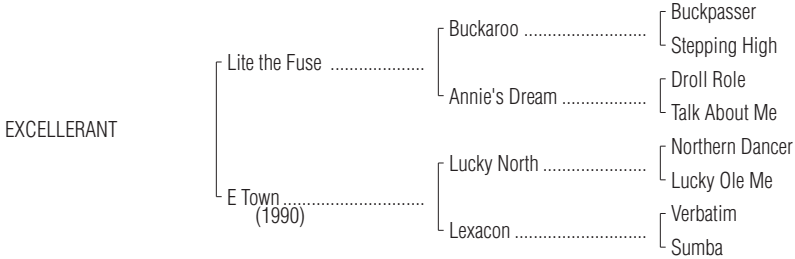 Buckpasser
Buckaroo ..........................
Stepping High
Lite the Fuse ....................
Droll Role
Annie's Dream ..................
Talk About Me
EXCELLERANT
Northern Dancer
Lucky North ......................
Lucky Ole Me
E Town ..............................
(1990)
Verbatim
Lexacon ............................
Sumba